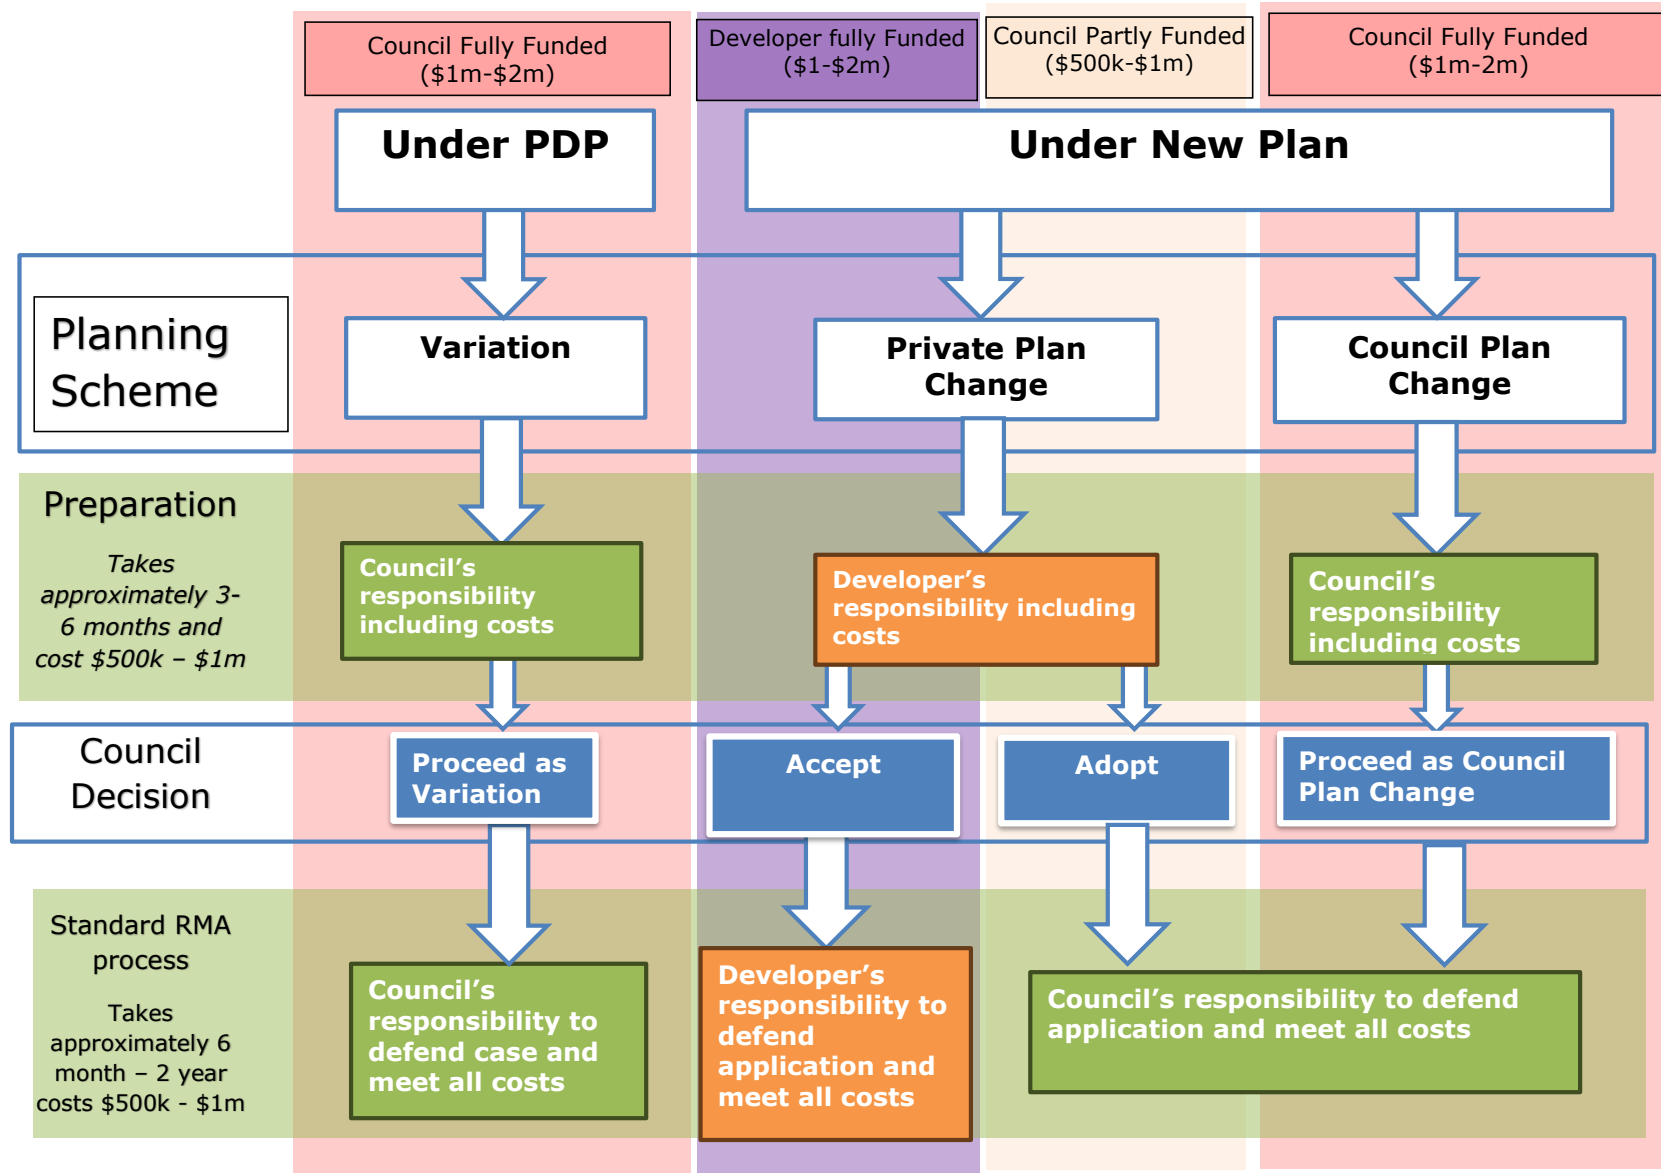 Council Fully Funded
($1m-$2m)
Developer fully Funded
($1-$2m)
Council Partly Funded
($500k-$1m)
Council Fully Funded
($1m-2m)
Under PDP
Under New Plan
Planning
Scheme
Variation
Private Plan
Change
Council Plan
Change
Preparation
Takes
approximately 3-
6 months and
cost $500k – $1m
Council's
responsibility
including costs
Developer's
responsibility including
costs
Council's
responsibility
including costs
Council
Decision
Proceed as
Variation
Accept
Adopt
Proceed as Council
Plan Change
Standard RMA
process
Takes
approximately 6
month – 2 year
costs $500k - $1m
Council's
responsibility to
defend case and
meet all costs
Developer's
responsibility to
defend
application and
meet all costs
Council's responsibility to defend
application and meet all costs